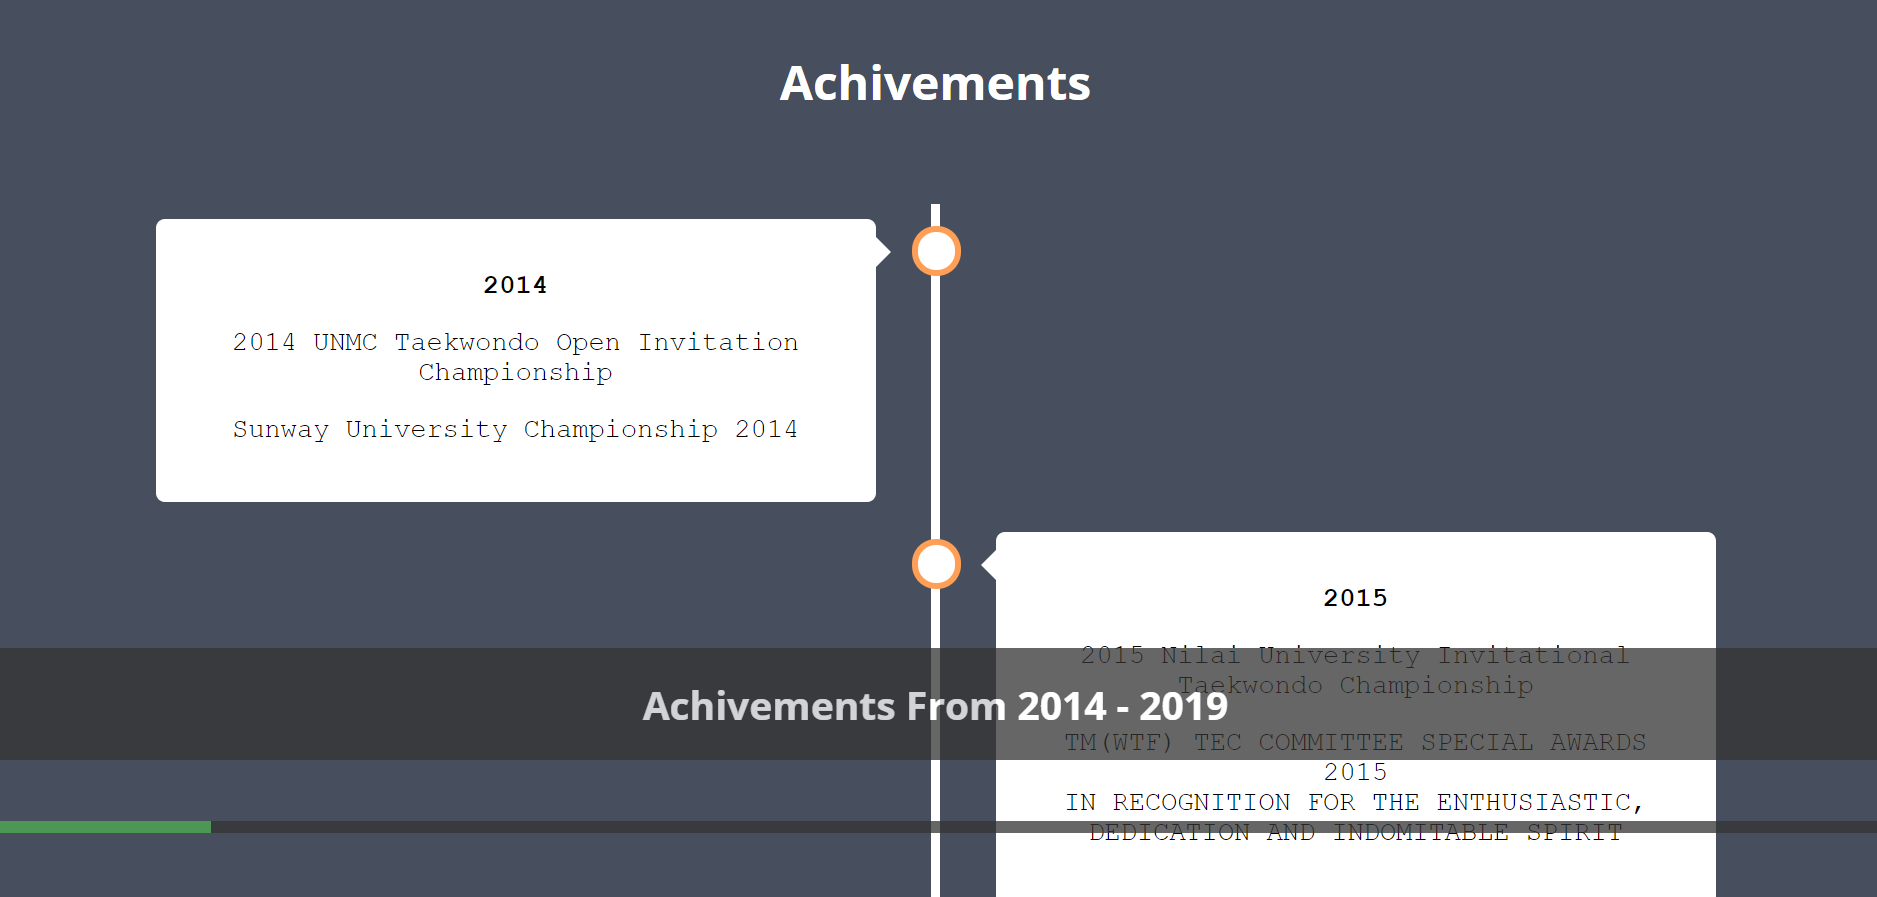 Achivements
2014
2014 UNMC Taekwondo Open Invitation
Championship
Sunway University Championship 2014
2015
2015 Nilai University Invitational
Taekwondo Championship
Achivements From 2014 - 2019
TM(WTF) TEC COMMITTEE SPECIAL AWARDS
2015
IN RECOGNITION FOR THE ENTHUSIASTIC,
DEDICATION AND INDOMITABLE SPIRIT